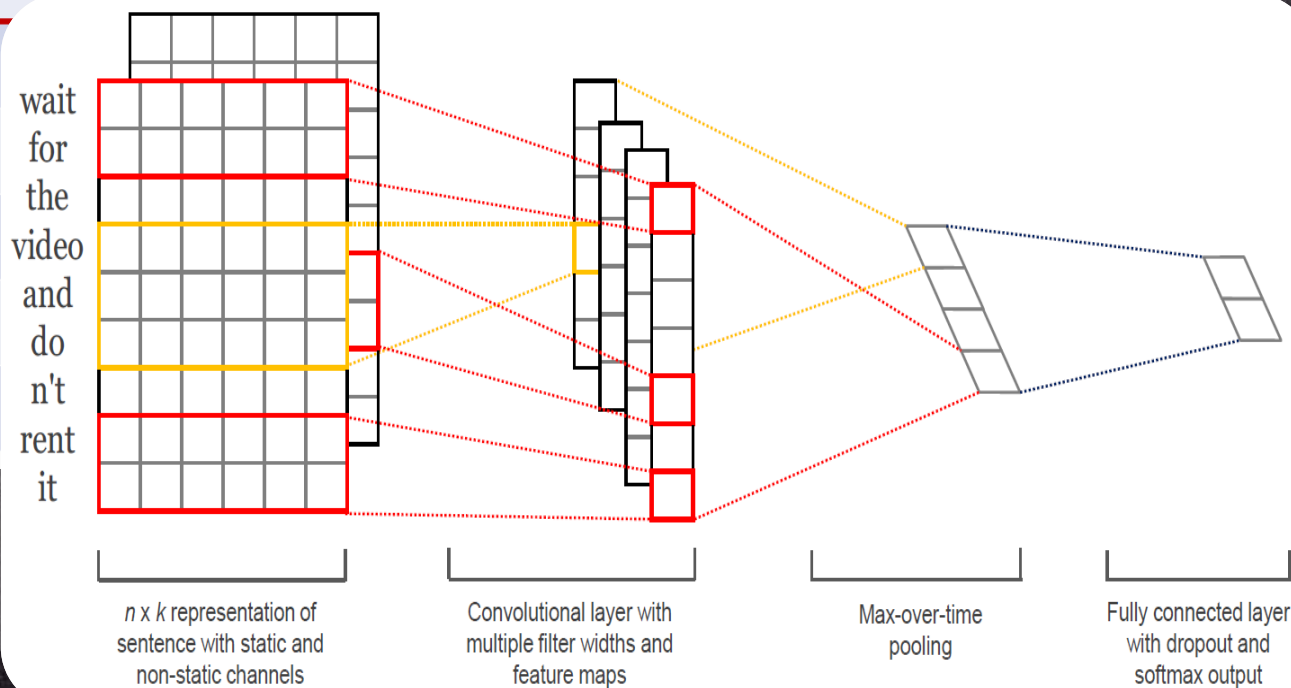 wait
for
the
video
and
do
n't
rent
it
n x k representation of
sentence with static and
non-static channels
Convolutional layer with
multiple filter widths and
feature maps
Max-over-time
pooling
Fully connected layer
with dropout and
softmax output